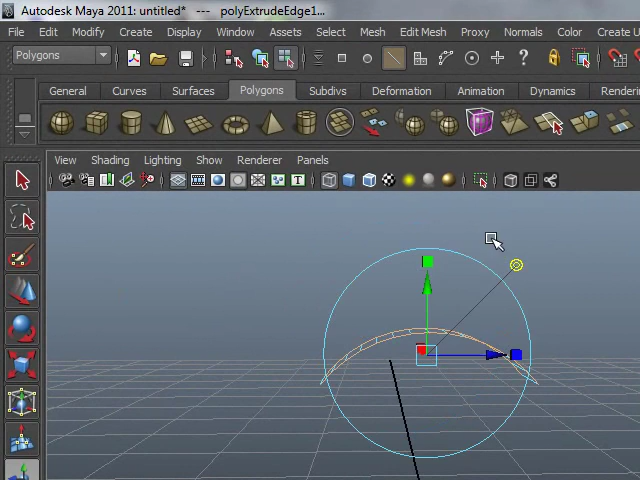 Autodesk Maya 2011: untitled* --- polyExtrudeEdge1...
File Edit Modify Create Display Window Assets Select Mesh Edit Mesh Proxy Normals Color Create U
Polygons
General Curves Surfaces Polygons Subdivs Deformation Animation Dynamics Renderin
View Shading Lighting Show Renderer Panels